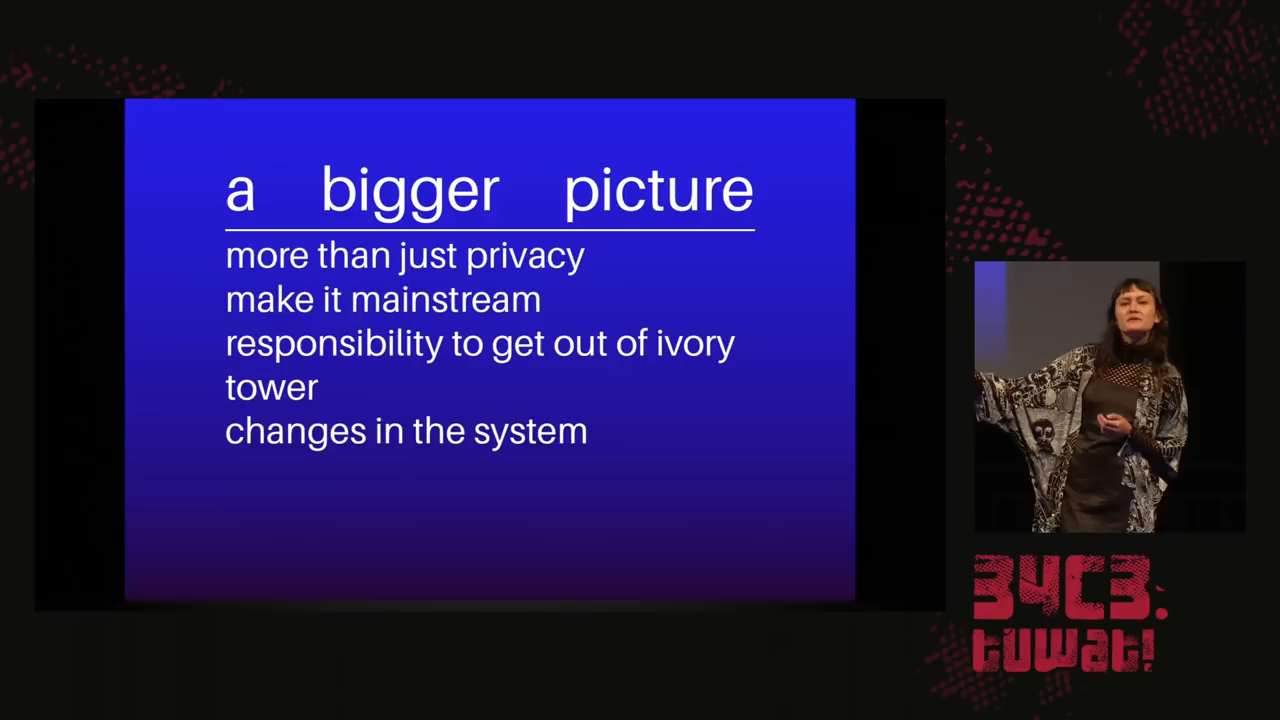 a bigger picture
more than just privacy
make it mainstream
responsibility to get out of ivory
tower
changes in the system
34C3.
tuwat!